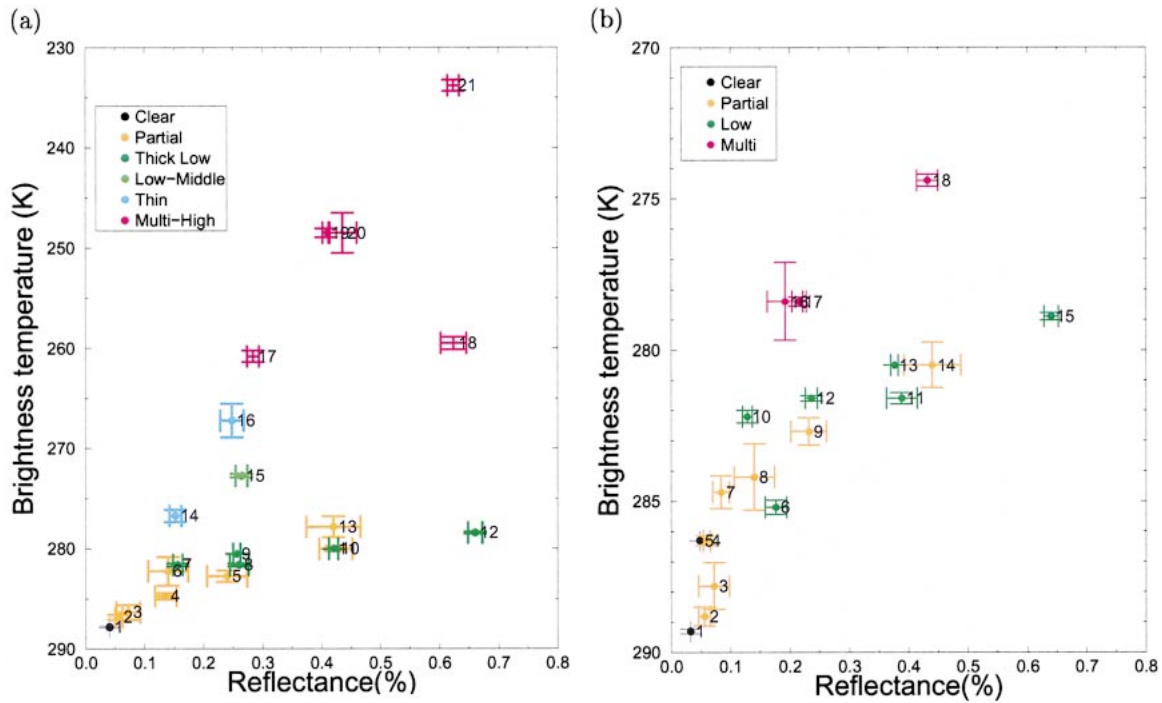 (a)
Brightness temperature (K)
230
240
250
260
270
280
290
Clear
Partial
Thick Low
Low-Middle
Thin
Multi-High
21
19
20
18
17
16
15
14
13
12
10
9
8
7
6
5
4
3
2
1
0.0 0.1 0.2 0.3 0.4 0.5 0.6 0.7 0.8
Reflectance(%)
(b)
Brightness temperature (K)
270
275
280
285
290
Clear
Partial
Low
Multi
18
16
17
15
13
14
12
11
10
9
8
7
6
5
4
3
2
1
0.0 0.1 0.2 0.3 0.4 0.5 0.6 0.7 0.8
Reflectance(%)